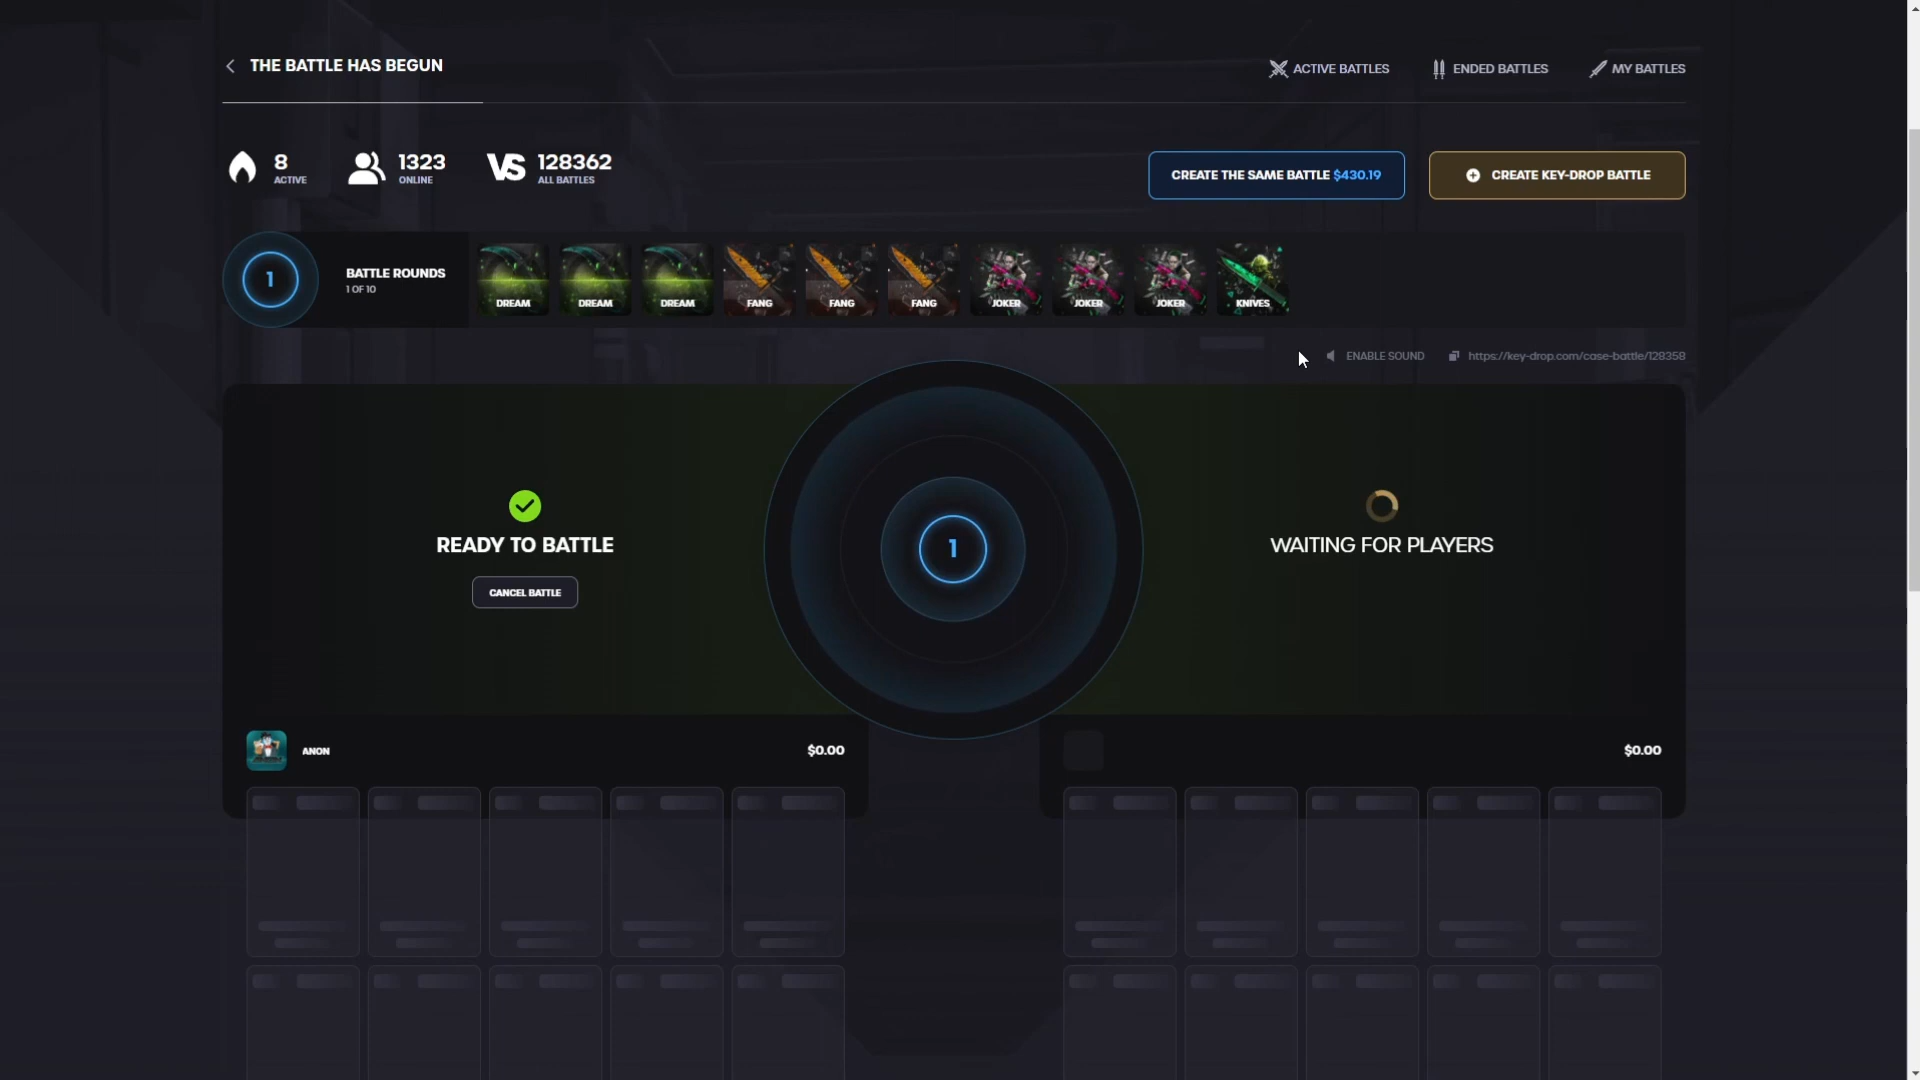 THE BATTLE HAS BEGUN
ACTIVE BATTLES
ENDED BATTLES
MY BATTLES
8
ACTIVE
1323
ONLINE
VS
128362
ALL BATTLES
CREATE THE SAME BATTLE $430.19
CREATE KEY-DROP BATTLE
1
BATTLE ROUNDS
1 OF 10
DREAM
DREAM
DREAM
FANG
FANG
FANG
JOKER
JOKER
JOKER
KNIVES
ENABLE SOUND
https://key-drop.com/case-battle/128358
READY TO BATTLE
CANCEL BATTLE
1
WAITING FOR PLAYERS
ANON
$0.00
$0.00